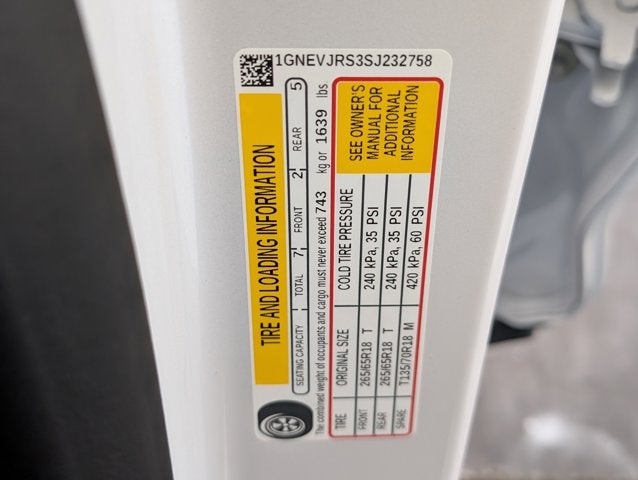 1GNEVJRS3SJ232758
TIRE AND LOADING INFORMATION
SEATING CAPACITY TOTAL 7 FRONT 2 REAR 5
The combined weight of occupants and cargo must never exceed 743 kg or 1639 lbs
TIRE ORIGINAL SIZE COLD TIRE PRESSURE
FRONT 265/65R18 T 240 kPa, 35 PSI
REAR 265/65R18 T 240 kPa, 35 PSI
SPARE T135/70R18 M 420 kPa, 60 PSI
SEE OWNER'S
MANUAL FOR
ADDITIONAL
INFORMATION